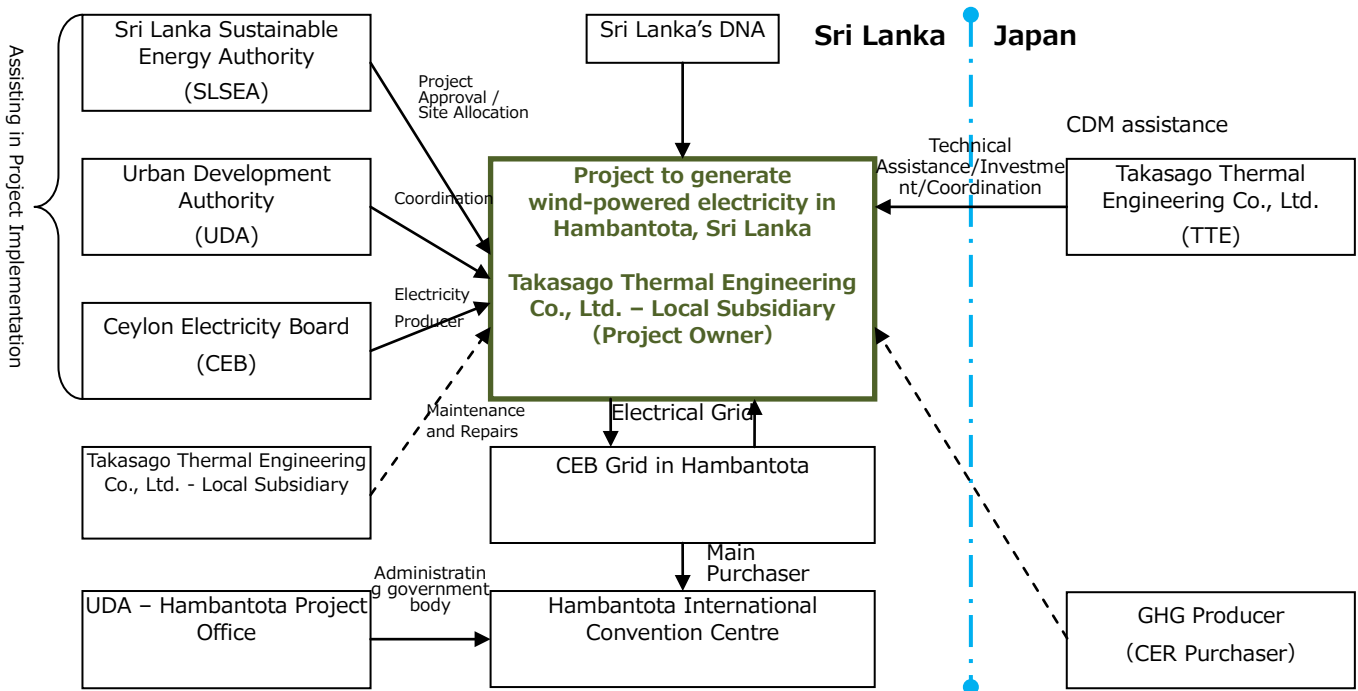 Assisting in Project Implementation
Sri Lanka Sustainable
Energy Authority
(SLSEA)
Urban Development
Authority
(UDA)
Ceylon Electricity Board
(CEB)
Takasago Thermal Engineering
Co., Ltd. - Local Subsidiary
UDA – Hambantota Project
Office
Project
Approval /
Site Allocation
Coordination
Electricity
Producer
Maintenance
and Repairs
Administratin
g government
body
Sri Lanka’s DNA
Project to generate
wind-powered electricity in
Hambantota, Sri Lanka
Takasago Thermal Engineering
Co., Ltd. – Local Subsidiary
(Project Owner)
Electrical Grid
CEB Grid in Hambantota
Main
Purchaser
Hambantota International
Convention Centre
Sri Lanka
Japan
CDM assistance
Technical
Assistance/Investme
nt/Coordination
Takasago Thermal
Engineering Co., Ltd.
(TTE)
GHG Producer
(CER Purchaser)